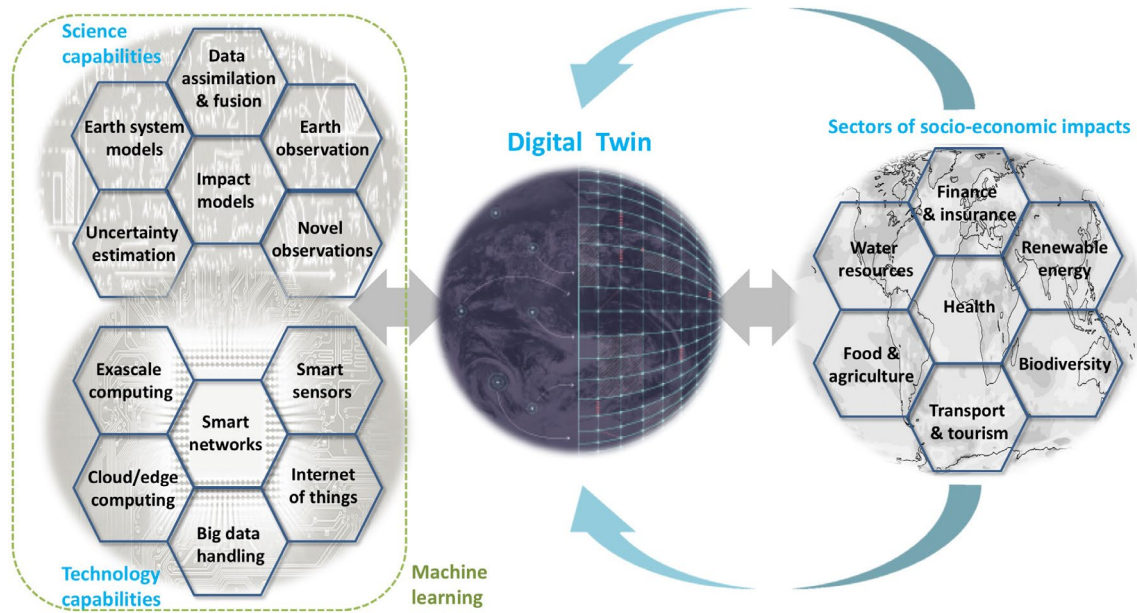 Science
capabilities
Data
assimilation
& fusion
Earth system
models
Earth
observation
Impact
models
Uncertainty
estimation
Novel
observations
Exascale
computing
Smart
sensors
Smart
networks
Cloud/edge
computing
Internet
of things
Big data
handling
Technology
capabilities
Machine
learning
Digital Twin
Sectors of socio-economic impacts
Finance
& insurance
Water
resources
Renewable
energy
Health
Food &
agriculture
Biodiversity
Transport
& tourism